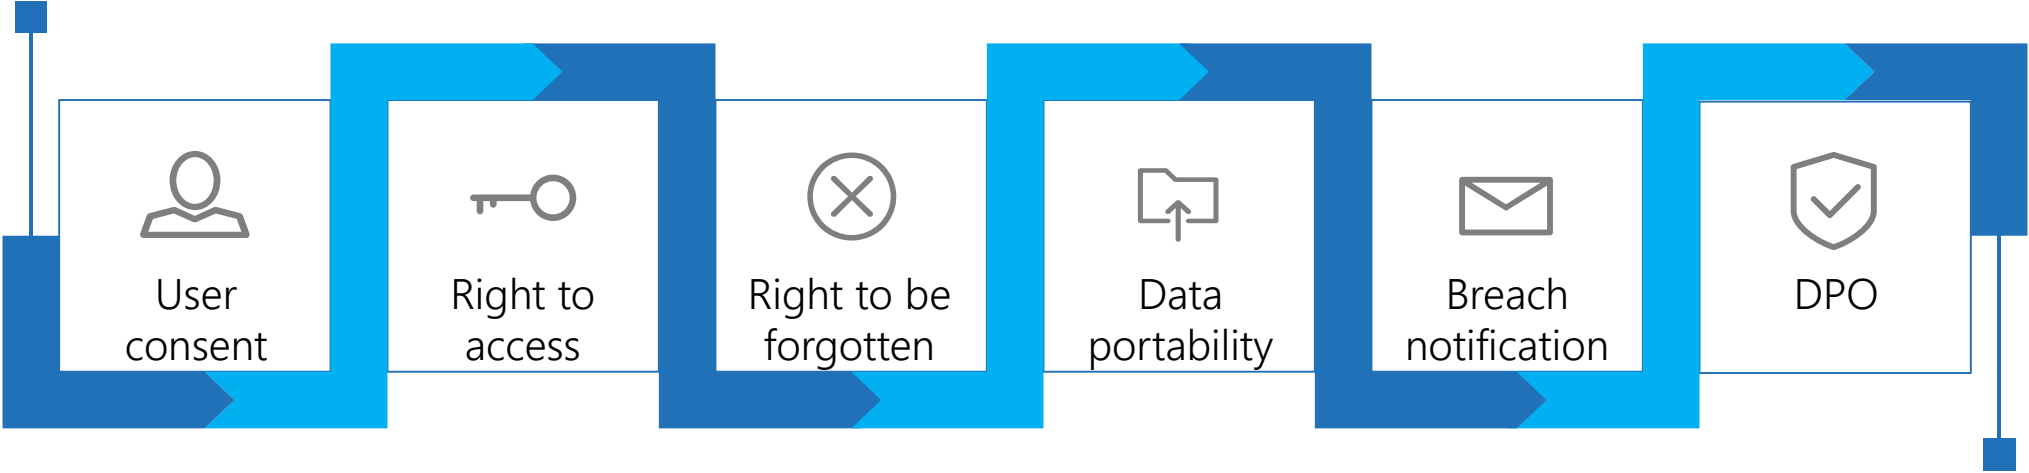 User
consent
Right to
access
Right to be
forgotten
Data
portability
Breach
notification
DPO